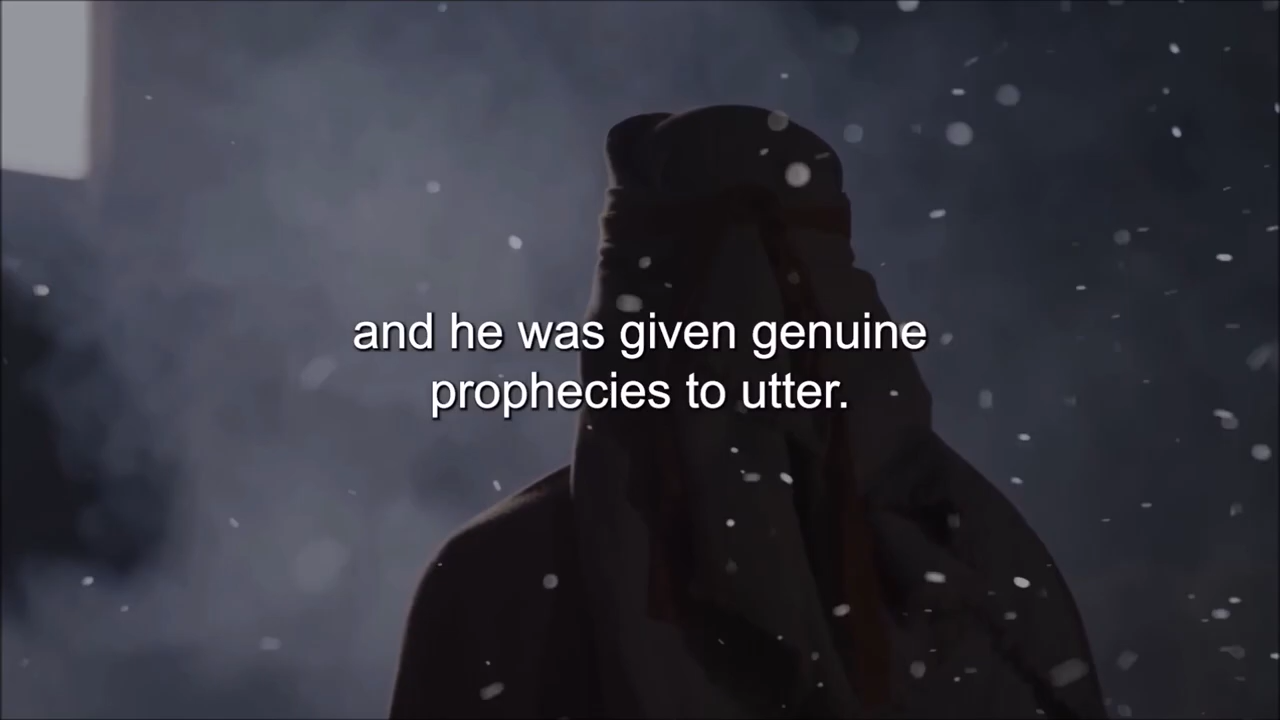 and he was given genuine
prophecies to utter.